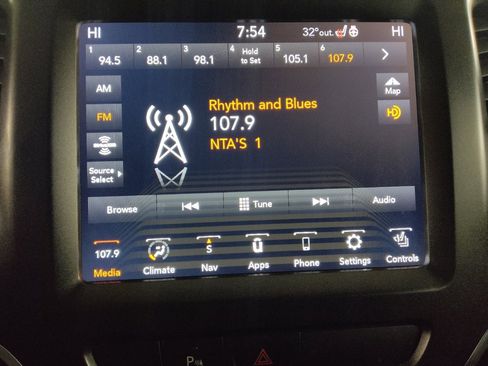 HI 7:54 32°out. HI
1 2 3 4 5 6
94.5 88.1 98.1 Hold to Set 105.1 107.9
AM
Map
Rhythm and Blues
FM
107.9
NTA'S 1
Source Select
Browse Tune Audio
107.9 S
Media Climate Nav Apps Phone Settings Controls
P